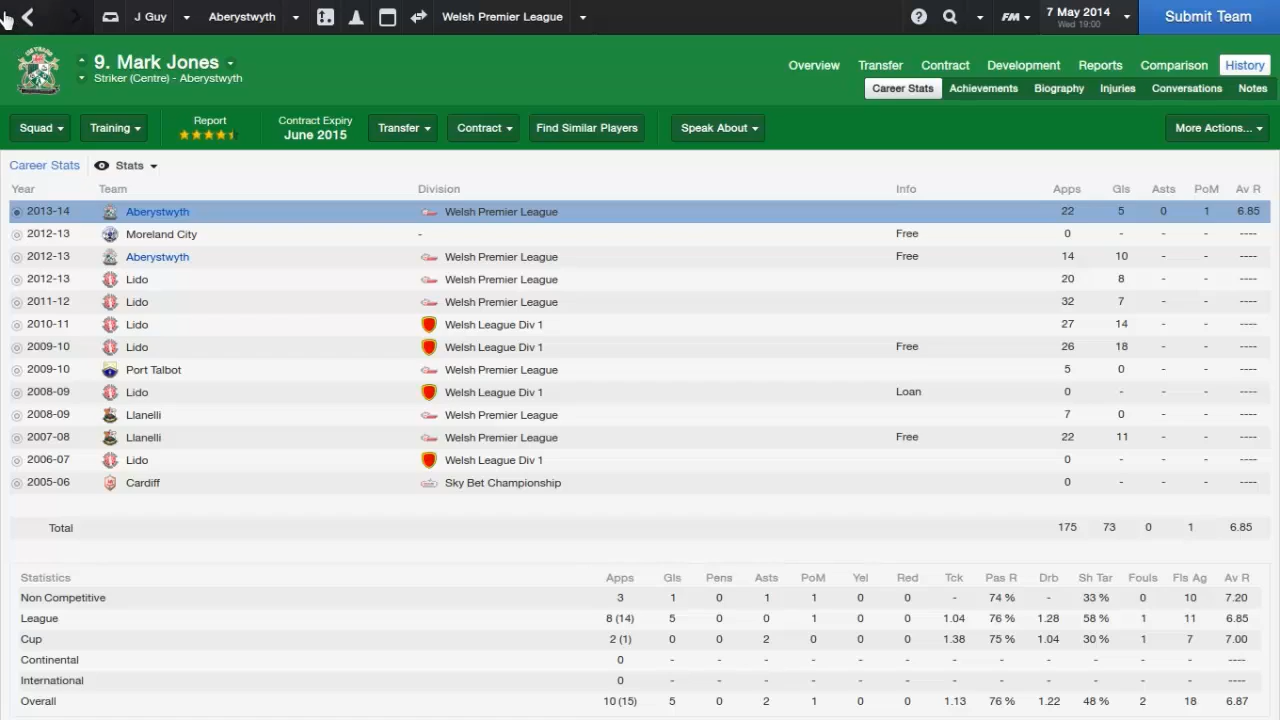 J Guy Aberystwyth Welsh Premier League FM 7 May 2014 Wed 19:00 Submit Team
9. Mark Jones
Striker (Centre) - Aberystwyth
Overview Transfer Contract Development Reports Comparison History
Career Stats Achievements Biography Injuries Conversations Notes
Squad Training Report Contract Expiry June 2015 Transfer Contract Find Similar Players Speak About More Actions...
Career Stats Stats
Year Team Division Info Apps Gls Asts PoM Av R
2013-14 Aberystwyth Welsh Premier League 22 5 0 1 6.85
2012-13 Moreland City - Free 0 - - - ----
2012-13 Aberystwyth Welsh Premier League Free 14 10 - - ----
2012-13 Lido Welsh Premier League 20 8 - - ----
2011-12 Lido Welsh Premier League 32 7 - - ----
2010-11 Lido Welsh League Div 1 27 14 - - ----
2009-10 Lido Welsh League Div 1 Free 26 18 - - ----
2009-10 Port Talbot Welsh Premier League 5 0 - - ----
2008-09 Lido Welsh League Div 1 Loan 0 - - - ----
2008-09 Llanelli Welsh Premier League 7 0 - - ----
2007-08 Llanelli Welsh Premier League Free 22 11 - - ----
2006-07 Lido Welsh League Div 1 0 - - - ----
2005-06 Cardiff Sky Bet Championship 0 - - - ----
Total 175 73 0 1 6.85
Statistics Apps Gls Pens Asts PoM Yel Red Tck Pas R Drb Sh Tar Fouls Fls Ag Av R
Non Competitive 3 1 0 1 1 0 0 - 74 % - 33 % 0 10 7.20
League 8 (14) 5 0 0 1 0 0 1.04 76 % 1.28 58 % 1 11 6.85
Cup 2 (1) 0 0 2 0 0 0 1.38 75 % 1.04 30 % 1 7 7.00
Continental 0 - - - - - - - - - - - - ----
International 0 - - - - - - - - - - - - ----
Overall 10 (15) 5 0 2 1 0 0 1.13 76 % 1.22 48 % 2 18 6.87